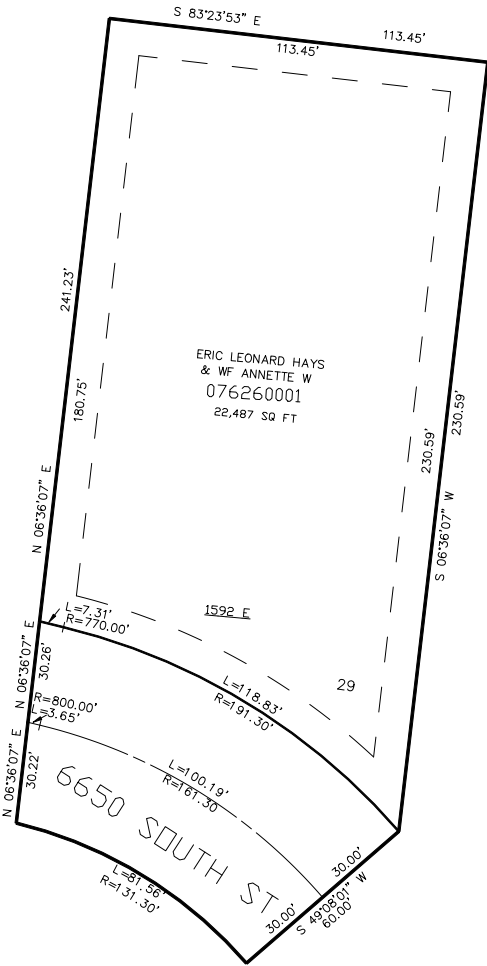 S 83°23'53" E
113.45'
113.45'
241.23'
180.75'
ERIC LEONARD HAYS
& WF ANNETTE W
076260001
22,487 SQ FT
230.59'
230.59'
N 06°36'07" E
S 06°36'07" W
1592 E
L=7.31'
R=770.00'
N 06°36'07" E
30.26'
29
L=118.83'
R=191.30'
R=800.00'
L=3.65'
N 06°36'07" E
30.22'
L=100.19'
R=161.30
6650 SOUTH ST
L=81.56'
R=131.30'
30.00'
30.00'
S 49°08'01" W
60.00'